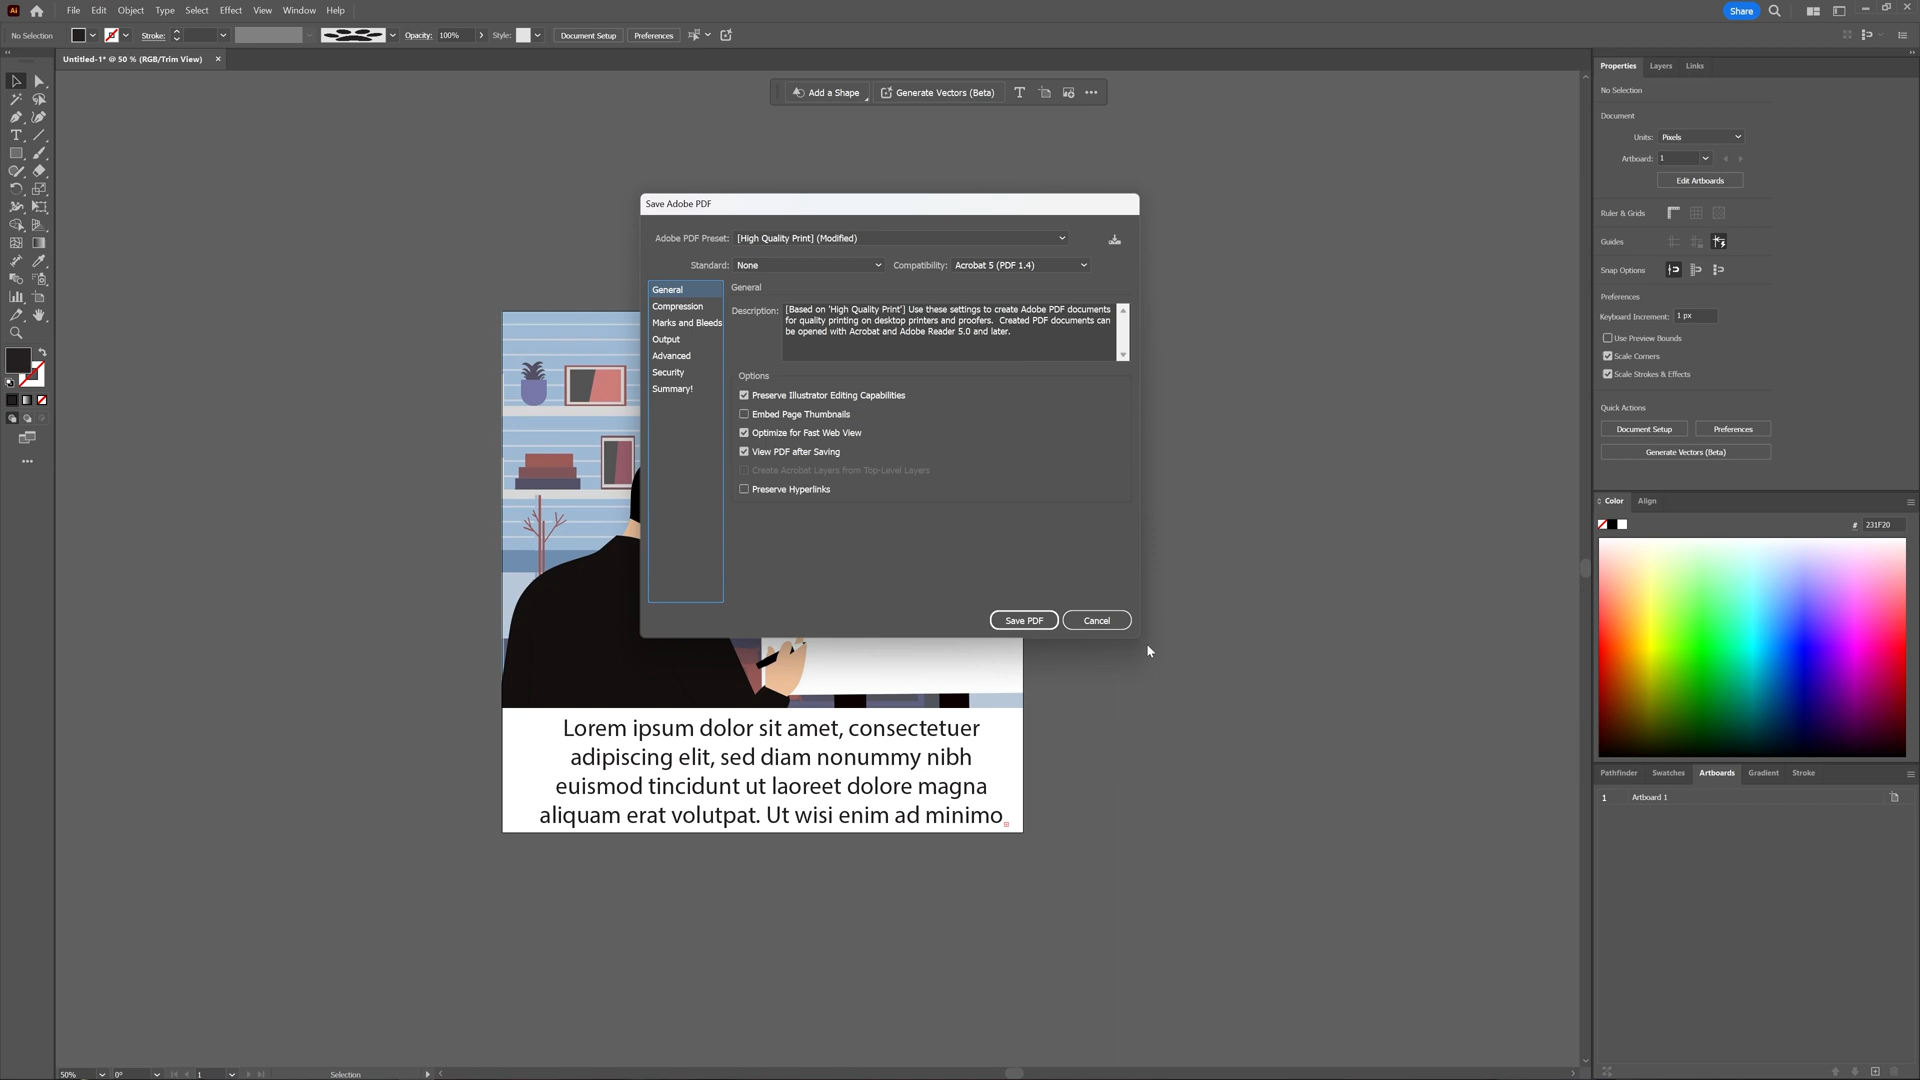 Ai File Edit Object Type Select Effect View Window Help Share
No Selection Stroke: Opacity: 100% Style: Document Setup Preferences
Untitled-1* @ 50 % (RGB/Trim View)
Add a Shape Generate Vectors (Beta)
Save Adobe PDF
Adobe PDF Preset: [High Quality Print] (Modified)
Standard: None Compatibility: Acrobat 5 (PDF 1.4)
General
Compression
Marks and Bleeds
Output
Advanced
Security
Summary!
General
Description: [Based on 'High Quality Print'] Use these settings to create Adobe PDF documents
for quality printing on desktop printers and proofers. Created PDF documents can
be opened with Acrobat and Adobe Reader 5.0 and later.
Options
Preserve Illustrator Editing Capabilities
Embed Page Thumbnails
Optimize for Fast Web View
View PDF after Saving
Create Acrobat Layers from Top-Level Layers
Preserve Hyperlinks
Save PDF Cancel
Lorem ipsum dolor sit amet, consectetuer
adipiscing elit, sed diam nonummy nibh
euismod tincidunt ut laoreet dolore magna
aliquam erat volutpat. Ut wisi enim ad minimo
Properties Layers Links
No Selection
Document
Units: Pixels
Artboard: 1
Edit Artboards
Ruler & Grids
Guides
Snap Options
Preferences
Keyboard Increment: 1 px
Use Preview Bounds
Scale Corners
Scale Strokes & Effects
Quick Actions
Document Setup Preferences
Generate Vectors (Beta)
Color Align
# 231F20
Pathfinder Swatches Artboards Gradient Stroke
1 Artboard 1
50% 0° 1 Selection